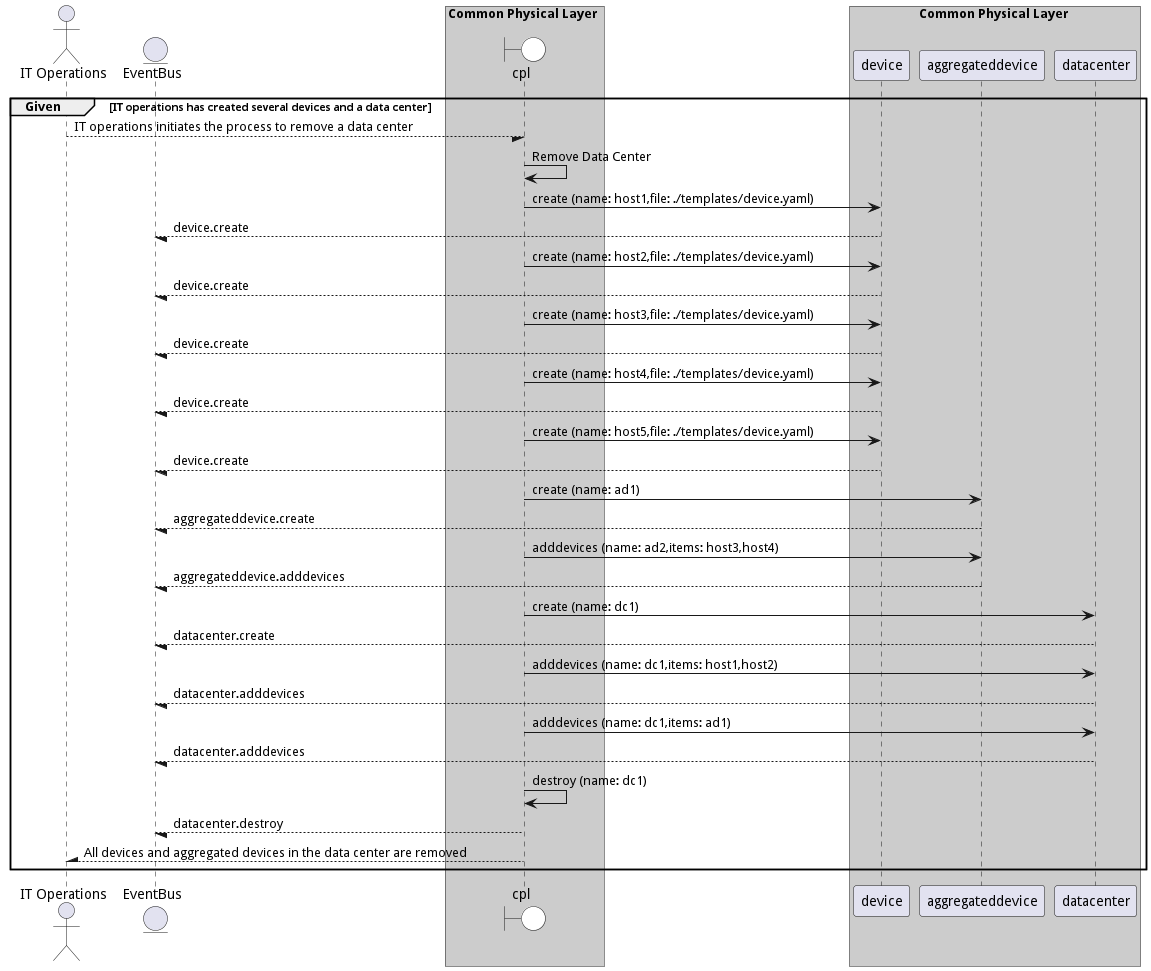 Common Physical Layer
Common Physical Layer
IT Operations
EventBus
cpl
device
aggregateddevice
datacenter
Given
[IT operations has created several devices and a data center]
IT operations initiates the process to remove a data center
Remove Data Center
create (name: host1,file: ./templates/device.yaml)
device.create
create (name: host2,file: ./templates/device.yaml)
device.create
create (name: host3,file: ./templates/device.yaml)
device.create
create (name: host4,file: ./templates/device.yaml)
device.create
create (name: host5,file: ./templates/device.yaml)
device.create
create (name: ad1)
aggregateddevice.create
adddevices (name: ad2,items: host3,host4)
aggregateddevice.adddevices
create (name: dc1)
datacenter.create
adddevices (name: dc1,items: host1,host2)
datacenter.adddevices
adddevices (name: dc1,items: ad1)
datacenter.adddevices
destroy (name: dc1)
datacenter.destroy
All devices and aggregated devices in the data center are removed
IT Operations
EventBus
cpl
device
aggregateddevice
datacenter